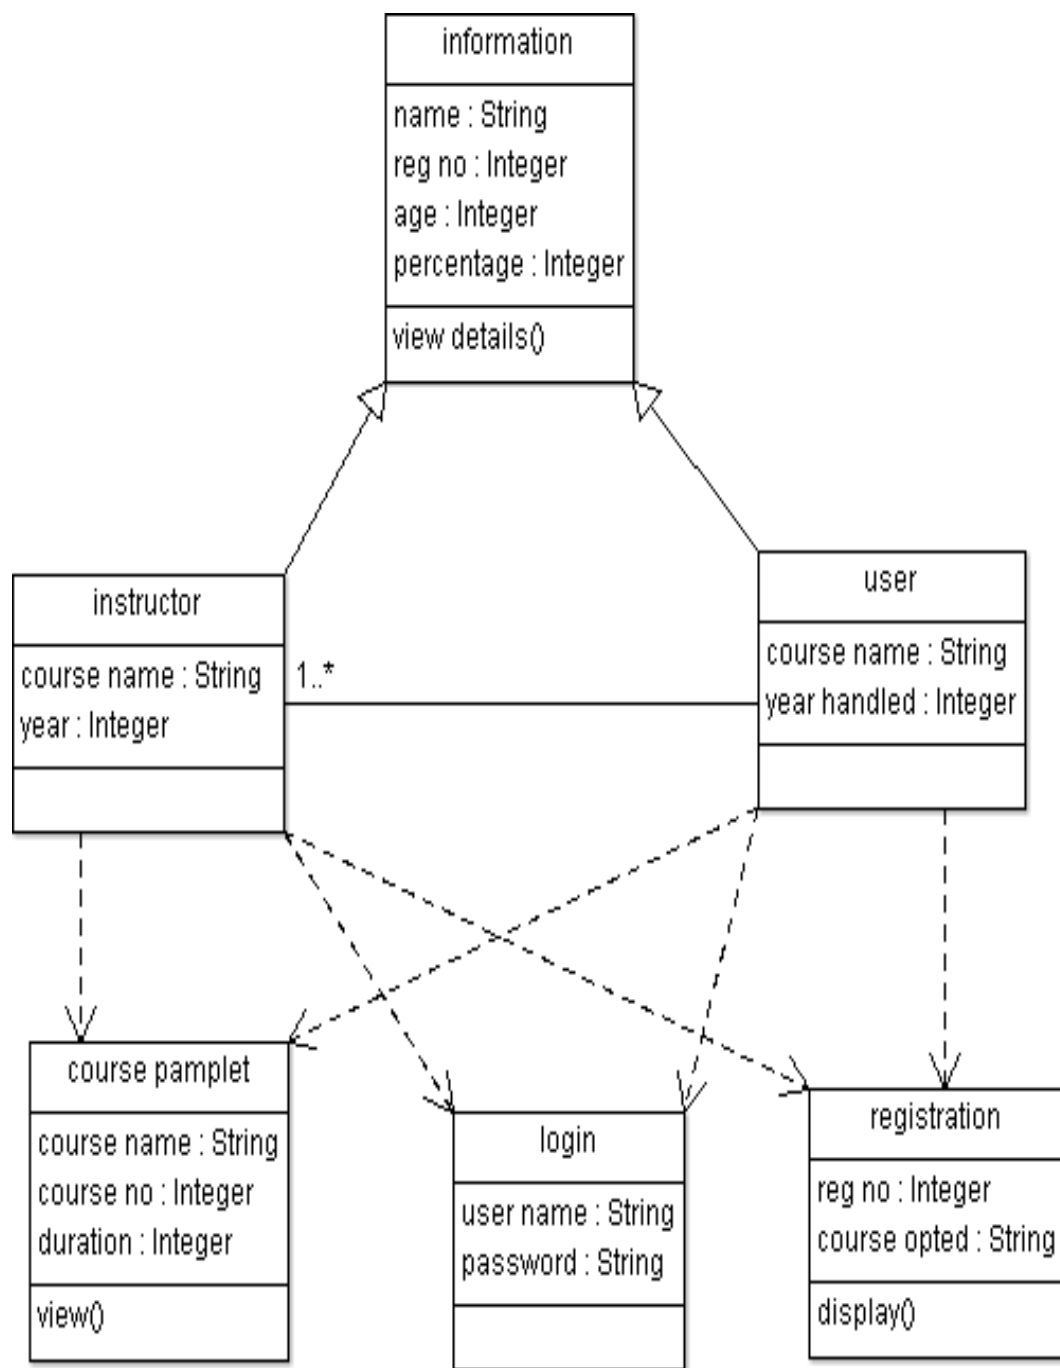 information
name : String
reg no : Integer
age : Integer
percentage : Integer
view details()
instructor
course name : String
year : Integer
1..*
user
course name : String
year handled : Integer
course pamplet
course name : String
course no : Integer
duration : Integer
view()
login
user name : String
password : String
registration
reg no : Integer
course opted : String
display()